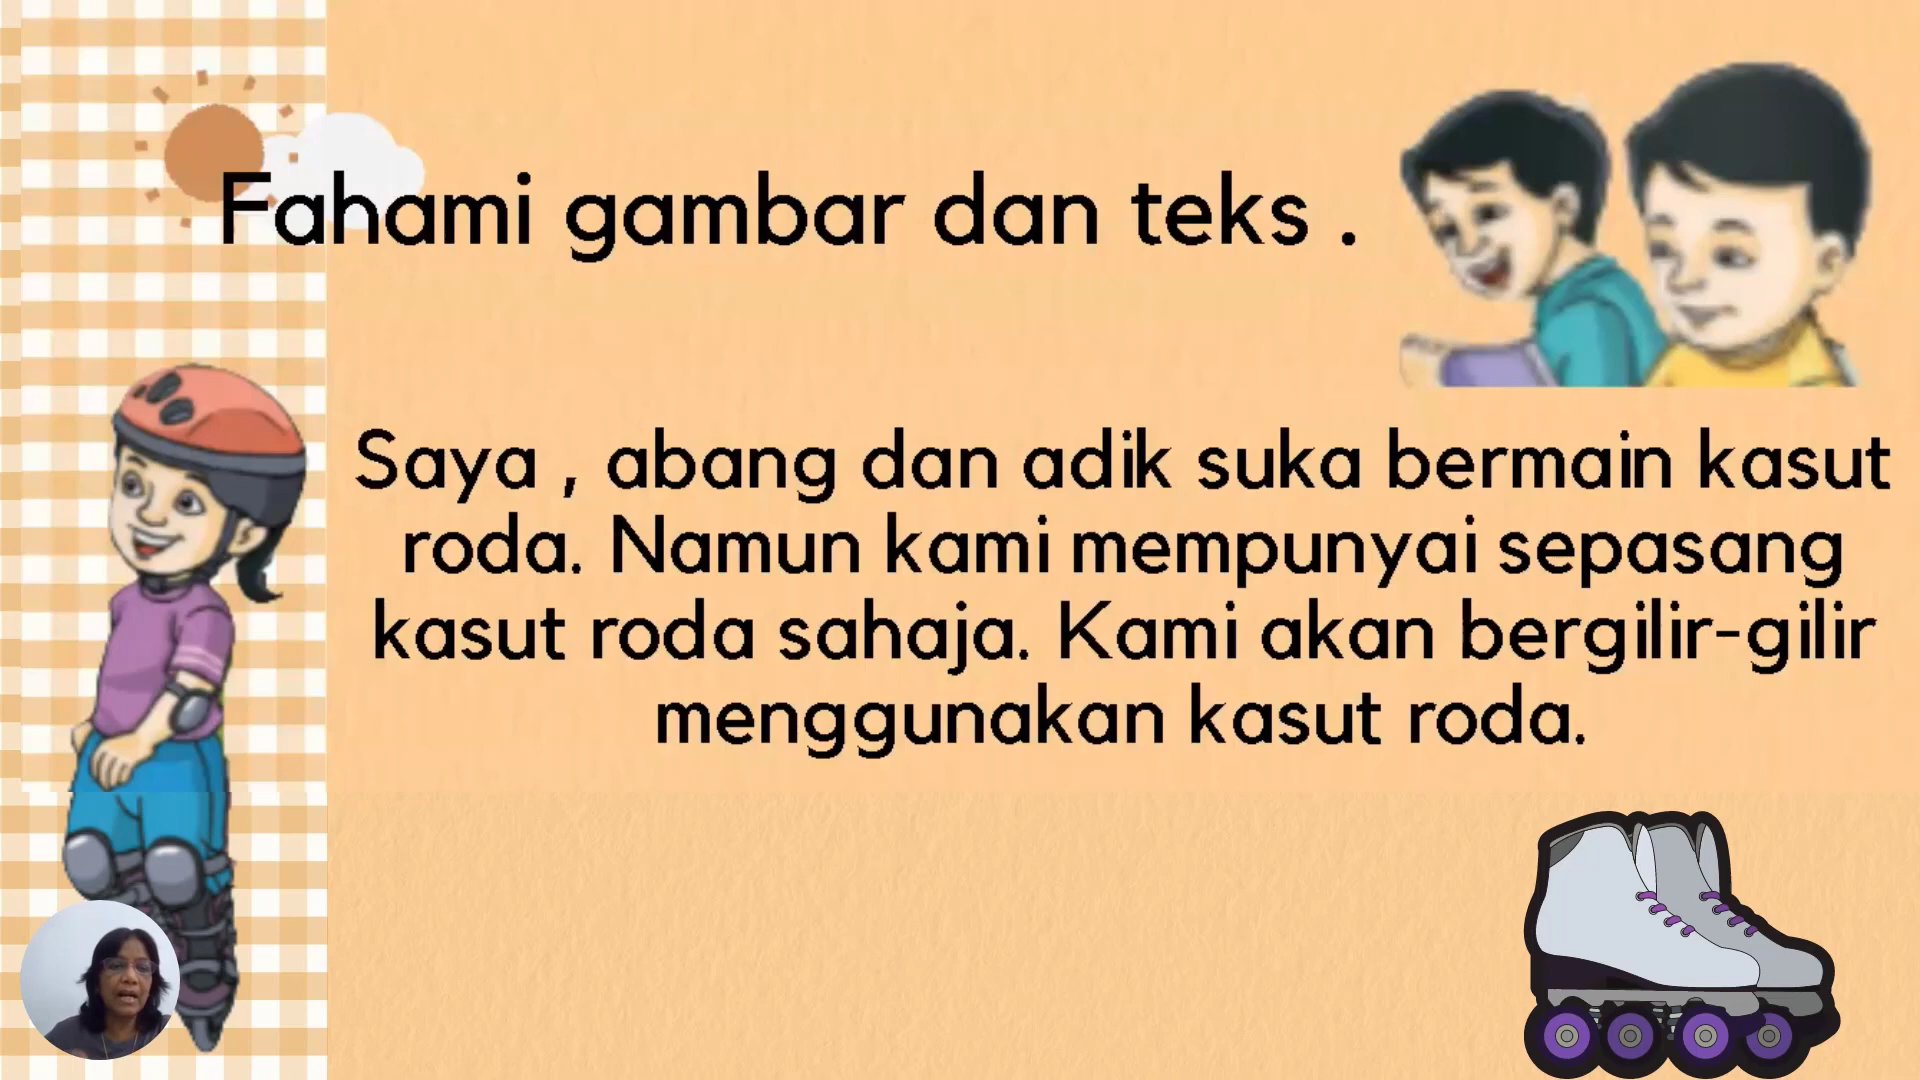 Fahami gambar dan teks .
Saya , abang dan adik suka bermain kasut
roda. Namun kami mempunyai sepasang
kasut roda sahaja. Kami akan bergilir-gilir
menggunakan kasut roda.